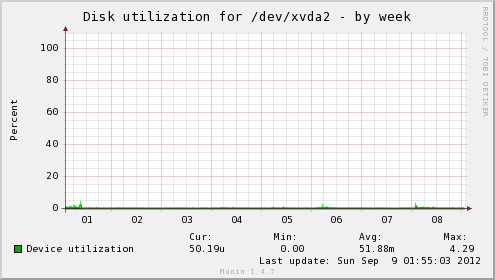 Disk utilization for /dev/xvda2 - by week
RRDTOOL / TOBI OETIKER
Percent
100
80
60
40
20
0
01 02 03 04 05 06 07 08
Cur: Min: Avg: Max:
Device utilization 50.19u 0.00 51.88m 4.29
Last update: Sun Sep 9 01:55:03 2012
Munin 1.4.7